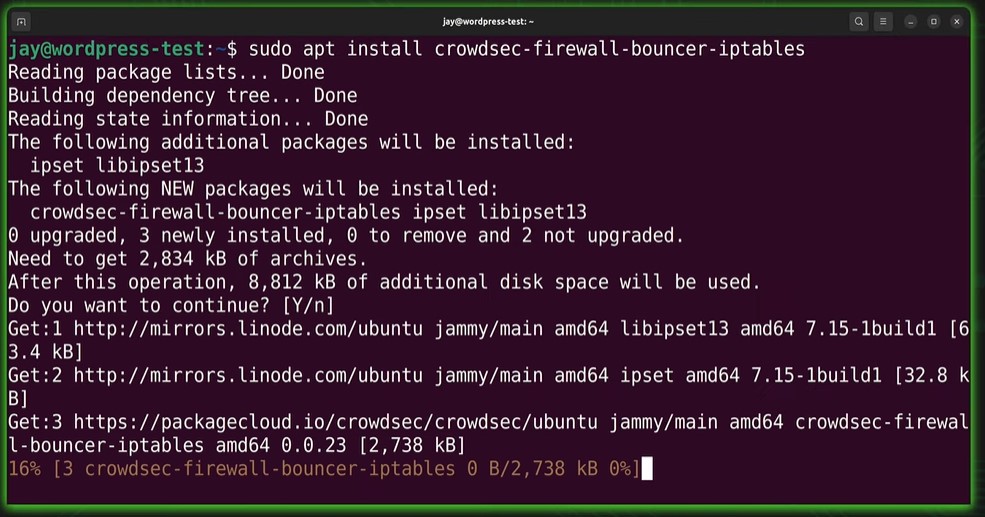 jay@wordpress-test: ~
jay@wordpress-test:~$ sudo apt install crowdsec-firewall-bouncer-iptables
Reading package lists... Done
Building dependency tree... Done
Reading state information... Done
The following additional packages will be installed:
  ipset libipset13
The following NEW packages will be installed:
  crowdsec-firewall-bouncer-iptables ipset libipset13
0 upgraded, 3 newly installed, 0 to remove and 2 not upgraded.
Need to get 2,834 kB of archives.
After this operation, 8,812 kB of additional disk space will be used.
Do you want to continue? [Y/n]
Get:1 http://mirrors.linode.com/ubuntu jammy/main amd64 libipset13 amd64 7.15-1build1 [6
3.4 kB]
Get:2 http://mirrors.linode.com/ubuntu jammy/main amd64 ipset amd64 7.15-1build1 [32.8 k
B]
Get:3 https://packagecloud.io/crowdsec/crowdsec/ubuntu jammy/main amd64 crowdsec-firewal
l-bouncer-iptables amd64 0.0.23 [2,738 kB]
16% [3 crowdsec-firewall-bouncer-iptables 0 B/2,738 kB 0%]